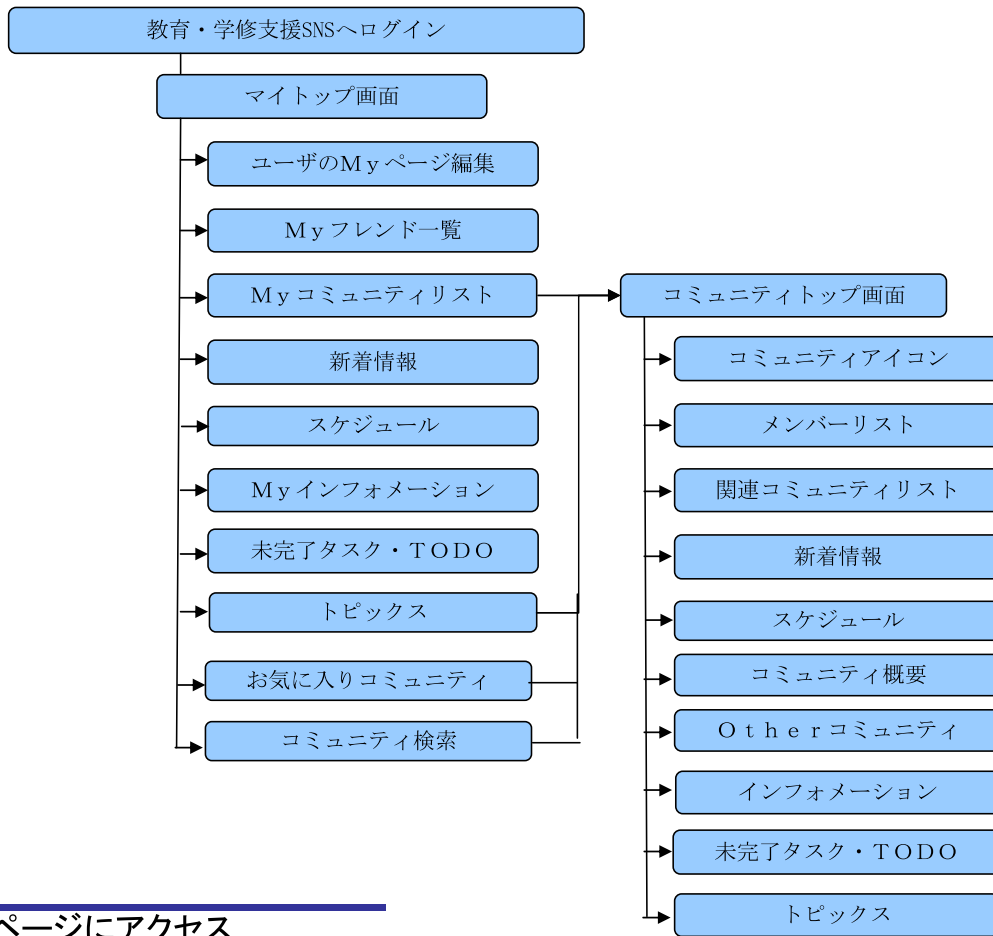 教育・学修支援SNSへログイン
マイトップ画面
ユーザのＭｙページ編集
Ｍｙフレンド一覧
Ｍｙコミュニティリスト
新着情報
スケジュール
Ｍｙインフォメーション
未完了タスク・ＴＯＤＯ
トピックス
お気に入りコミュニティ
コミュニティ検索
コミュニティトップ画面
コミュニティアイコン
メンバーリスト
関連コミュニティリスト
新着情報
スケジュール
コミュニティ概要
Ｏｔｈｅｒコミュニティ
インフォメーション
未完了タスク・ＴＯＤＯ
トピックス
ページにアクセス